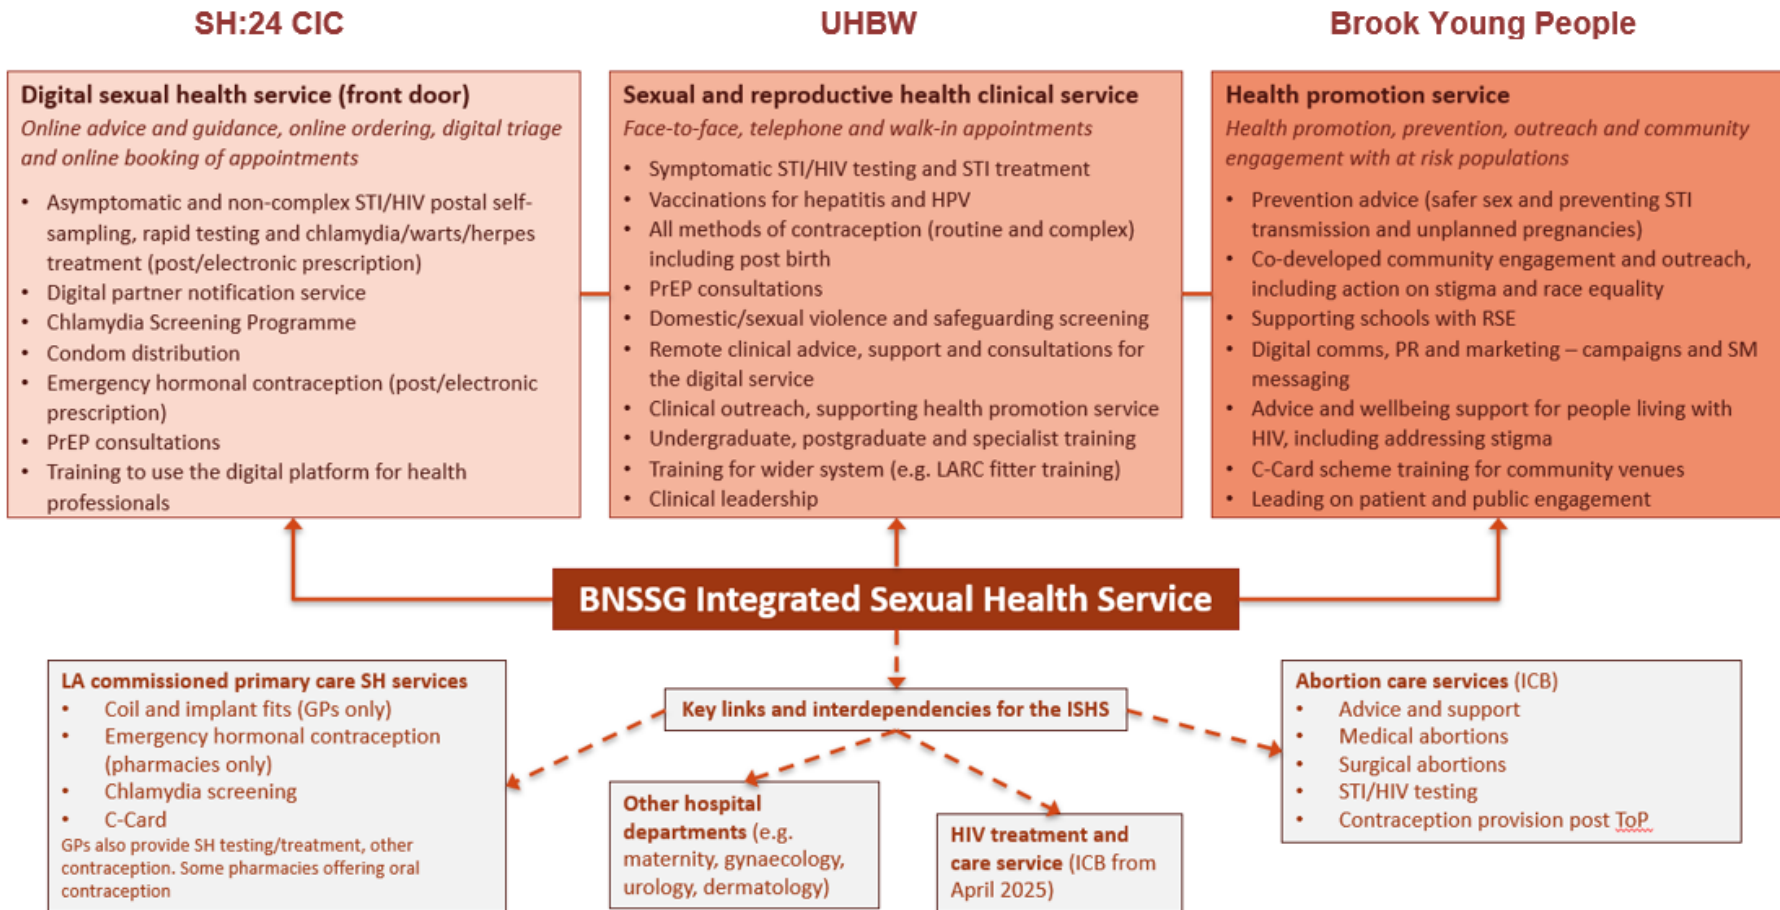 SH:24 CIC
UHBW
Brook Young People
Digital sexual health service (front door)
Online advice and guidance, online ordering, digital triage
and online booking of appointments
• Asymptomatic and non-complex STI/HIV postal self-
sampling, rapid testing and chlamydia/warts/herpes
treatment (post/electronic prescription)
• Digital partner notification service
• Chlamydia Screening Programme
• Condom distribution
• Emergency hormonal contraception (post/electronic
prescription)
• PrEP consultations
• Training to use the digital platform for health
professionals
Sexual and reproductive health clinical service
Face-to-face, telephone and walk-in appointments
• Symptomatic STI/HIV testing and STI treatment
• Vaccinations for hepatitis and HPV
• All methods of contraception (routine and complex)
including post birth
• PrEP consultations
• Domestic/sexual violence and safeguarding screening
• Remote clinical advice, support and consultations for
the digital service
• Clinical outreach, supporting health promotion service
• Undergraduate, postgraduate and specialist training
• Training for wider system (e.g. LARC fitter training)
• Clinical leadership
Health promotion service
Health promotion, prevention, outreach and community
engagement with at risk populations
• Prevention advice (safer sex and preventing STI
transmission and unplanned pregnancies)
• Co-developed community engagement and outreach,
including action on stigma and race equality
• Supporting schools with RSE
• Digital comms, PR and marketing – campaigns and SM
messaging
• Advice and wellbeing support for people living with
HIV, including addressing stigma
• C-Card scheme training for community venues
• Leading on patient and public engagement
BNSSG Integrated Sexual Health Service
LA commissioned primary care SH services
• Coil and implant fits (GPs only)
• Emergency hormonal contraception
(pharmacies only)
• Chlamydia screening
• C-Card
GPs also provide SH testing/treatment, other
contraception. Some pharmacies offering oral
contraception
Key links and interdependencies for the ISHS
Other hospital
departments (e.g.
maternity, gynaecology,
urology, dermatology)
HIV treatment and
care service (ICB from
April 2025)
Abortion care services (ICB)
• Advice and support
• Medical abortions
• Surgical abortions
• STI/HIV testing
• Contraception provision post ToP